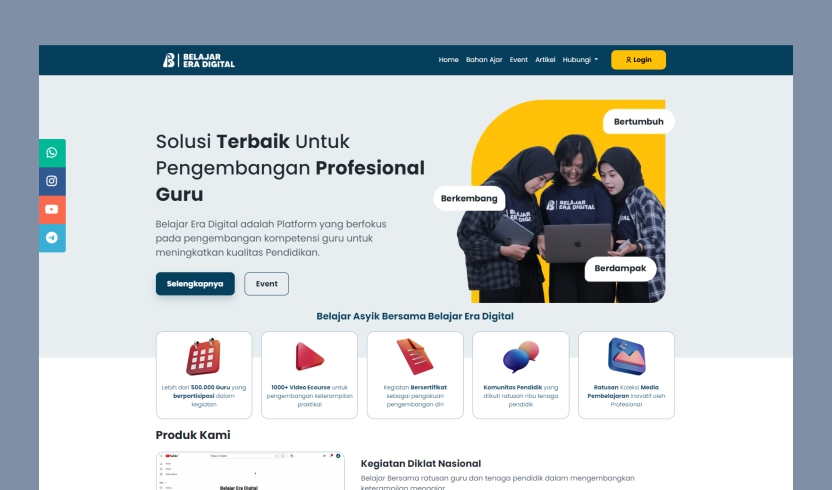 BELAJAR
ERA DIGITAL
Home Bahan Ajar Event Artikel Hubungi Login
Solusi Terbaik Untuk
Pengembangan Profesional
Guru
Belajar Era Digital adalah Platform yang berfokus
pada pengembangan kompetensi guru untuk
meningkatkan kualitas Pendidikan.
Selengkapnya Event
Bertumbuh
Berkembang
BELAJAR
ERA DIGITAL
Berdampak
Belajar Asyik Bersama Belajar Era Digital
Lebih dari 500.000 Guru yang
berpartisipasi dalam
kegiatan
1000+ Video Ecourse untuk
pengembangan keterampilan
praktikal
Kegiatan Bersertifikat
sebagai pengakuan
pengembangan diri
Komunitas Pendidik yang
diikuti ratusan ribu tenaga
pendidik
Ratusan Koleksi Media
Pembelajaran Inovatif oleh
Profesional
Produk Kami
Belajar Era Digital
Kegiatan Diklat Nasional
Belajar Bersama ratusan guru dan tenaga pendidik dalam mengembangkan
keterampilan mengajar